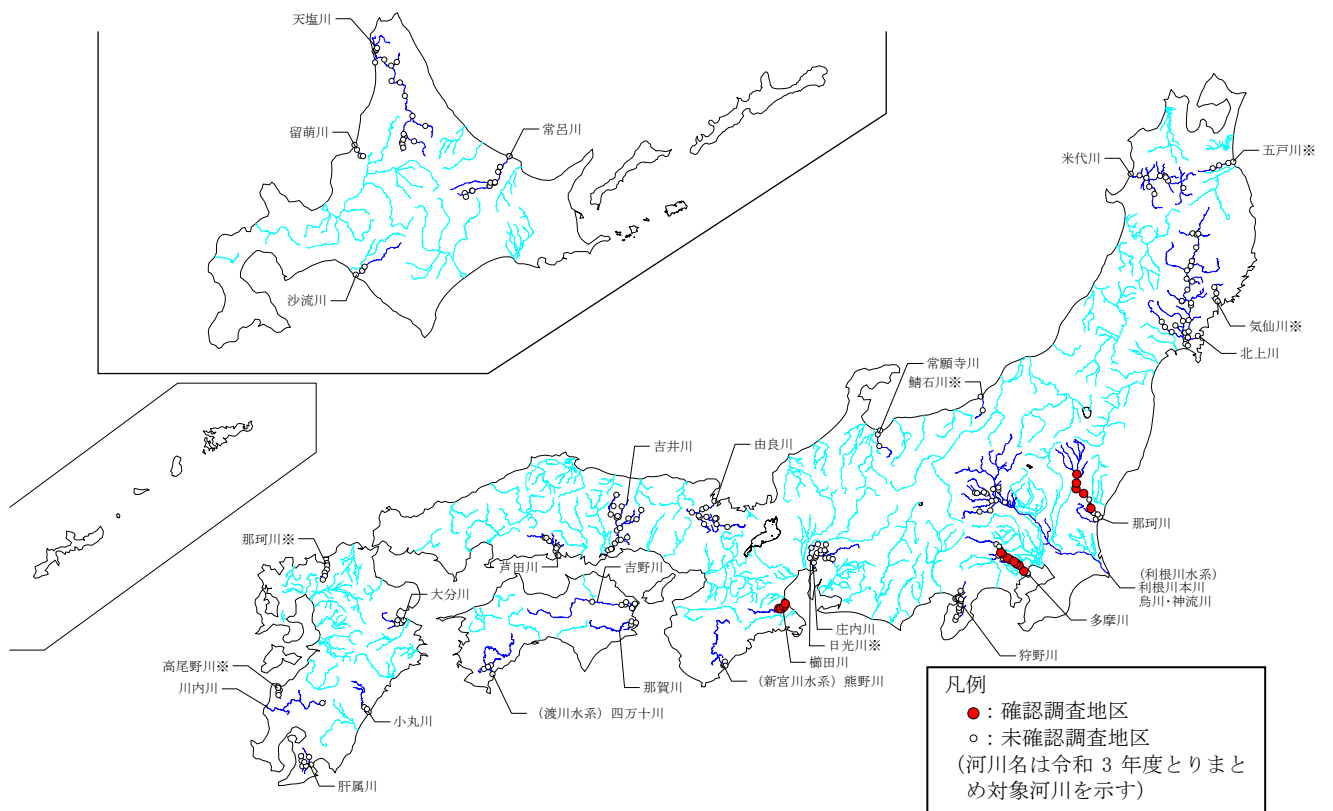 天塩川
留萌川
常呂川
沙流川
米代川
五戸川※
気仙川※
北上川
常願寺川
鯖石川※
吉井川
由良川
那珂川
那珂川※
芦田川
吉野川
大分川
(利根川水系)
利根川本川
烏川・神流川
多摩川
庄内川
日光川※
狩野川
櫛田川
高尾野川※
川内川
那賀川
(新宮川水系) 熊野川
小丸川
(渡川水系) 四万十川
肝属川
凡例
●：確認調査地区
○：未確認調査地区
(河川名は令和 3 年度とりまと
め対象河川を示す)